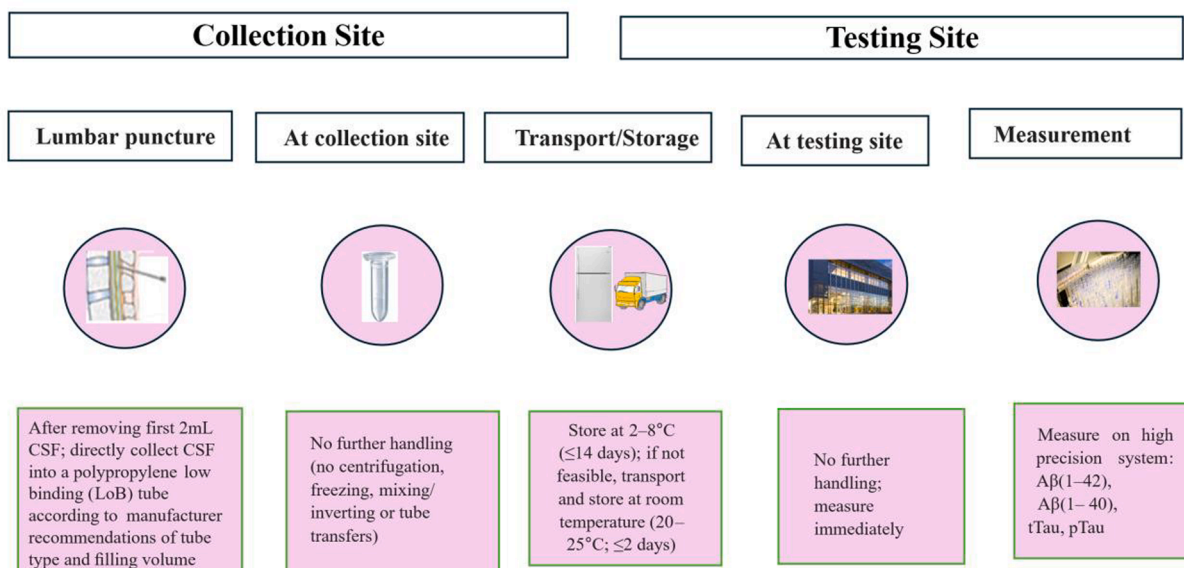 Collection Site
Testing Site
Lumbar puncture
At collection site
Transport/Storage
At testing site
Measurement
After removing first 2mL
CSF; directly collect CSF
into a polypropylene low
binding (LoB) tube
according to manufacturer
recommendations of tube
type and filling volume
No further handling
(no centrifugation,
freezing, mixing/
inverting or tube
transfers)
Store at 2–8°C
(≤14 days); if not
feasible, transport
and store at room
temperature (20–
25°C; ≤2 days)
No further
handling;
measure
immediately
Measure on high
precision system:
Aβ(1–42),
Aβ(1– 40),
tTau, pTau